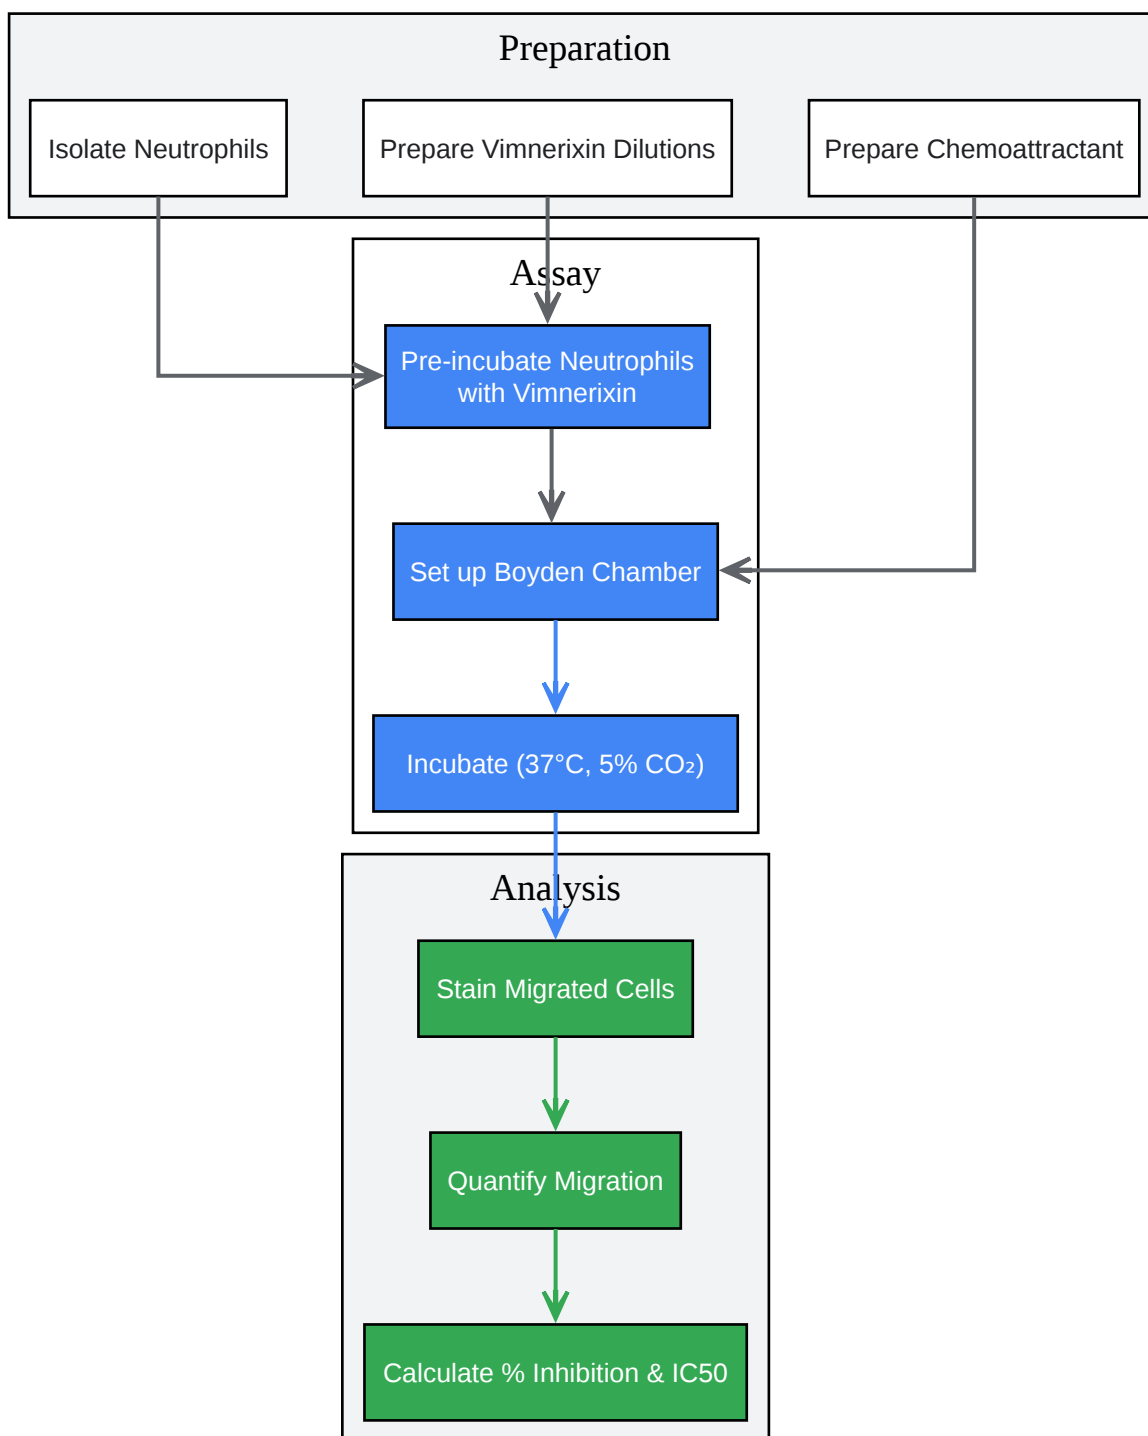 Preparation
Isolate Neutrophils
Prepare Vimnerixin Dilutions
Prepare Chemoattractant
Assay
Pre-incubate Neutrophils
with Vimnerixin
Set up Boyden Chamber
Incubate (37°C, 5% CO₂)
Analysis
Stain Migrated Cells
Quantify Migration
Calculate % Inhibition & IC50